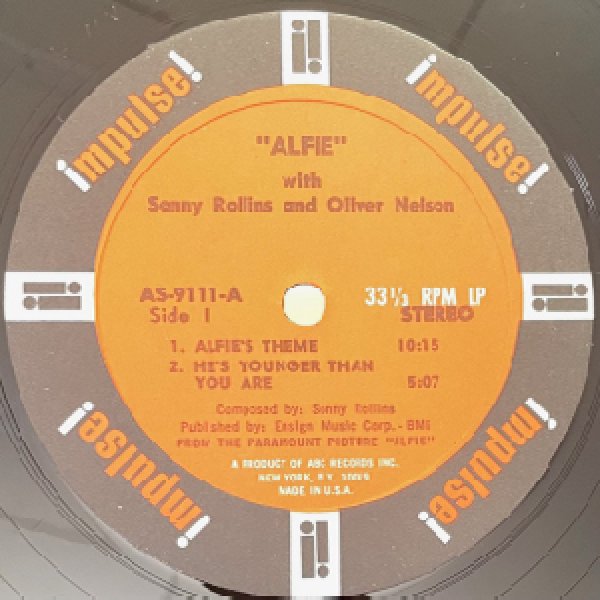 impulse!
impulse!
"ALFIE"
with
Sonny Rollins and Oliver Nelson
AS-9111-A
33⅓ RPM LP
Side 1
STEREO
1. ALFIE'S THEME 10:15
2. HE'S YOUNGER THAN
YOU ARE 5:07
Composed by: Sonny Rollins
Published by: Ensign Music Corp. - BMI
FROM THE PARAMOUNT PICTURE "ALFIE"
A PRODUCT OF ABC RECORDS INC.
NEW YORK, N.Y.
MADE IN U.S.A.
impulse!
impulse!